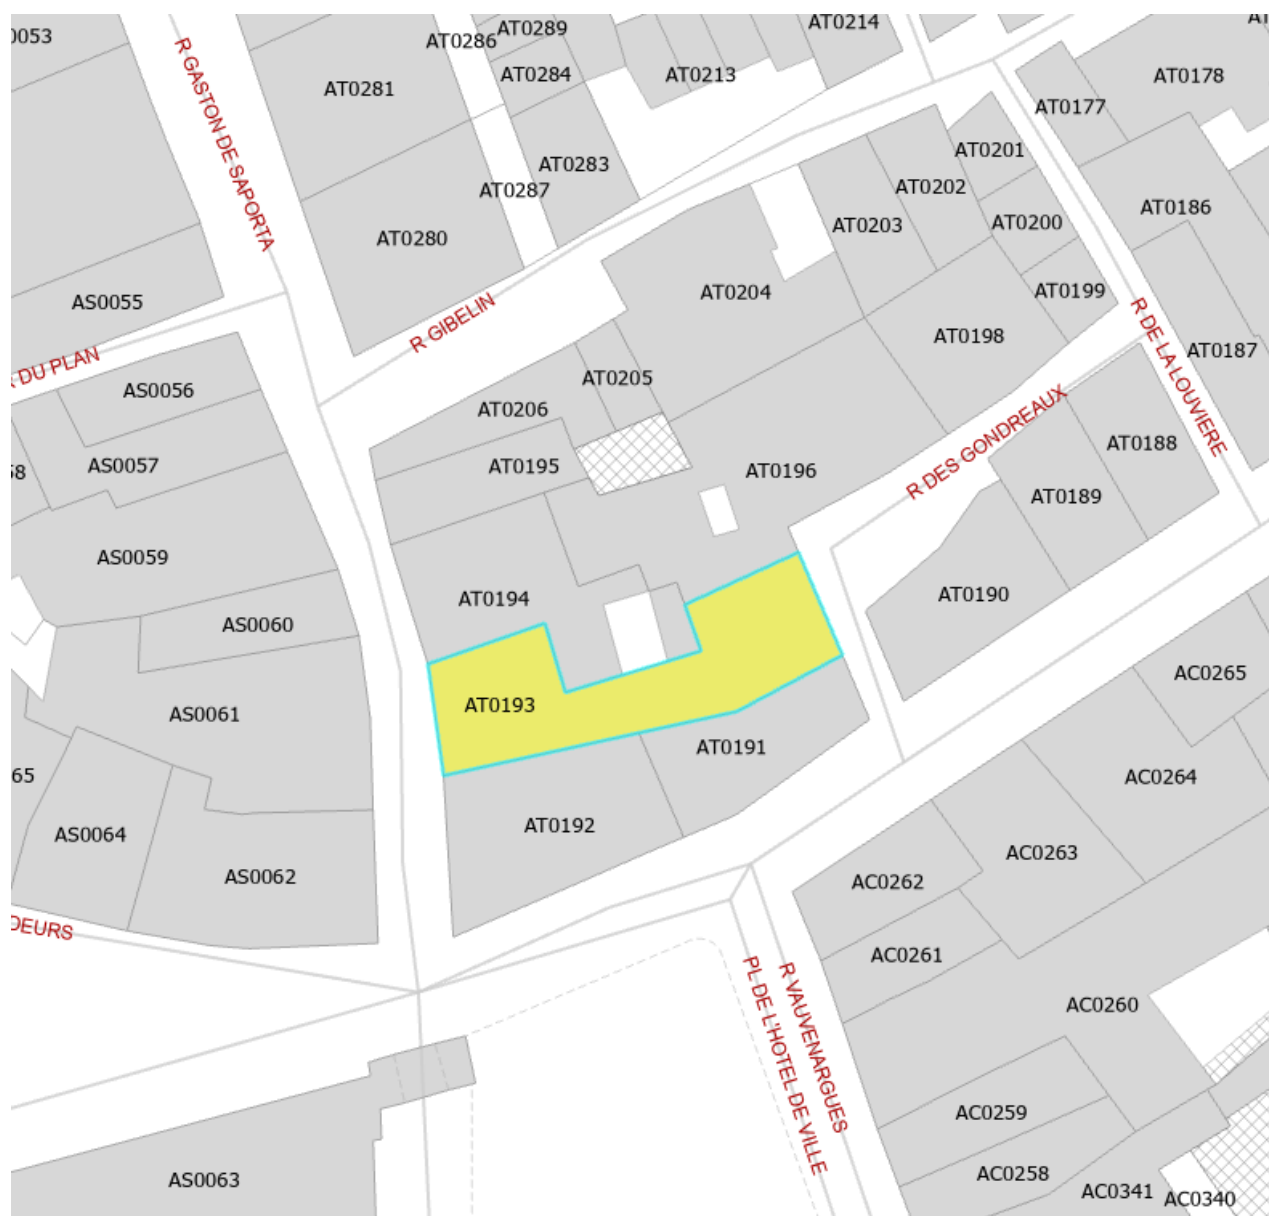 AT0289
AT0214
AT0286
AT0284
AT0213
AT0178
AT0281
AT0177
R GASTON DE SAPORTA
AT0201
AT0283
AT0202
AT0287
AT0186
AT0203
AT0200
AT0280
AT0204
AT0199
AS0055
R GIBELIN
AT0198
R DE LA LOUVIERE
AT0187
DU PLAN
AT0205
AS0056
AT0206
R DES GONDREAUX
AT0188
AS0057
AT0195
AT0196
AT0189
AS0059
AT0194
AT0190
AS0060
AC0265
AT0193
AS0061
AT0191
AC0264
65
AT0192
AS0064
AC0263
AS0062
AC0262
DEURS
AC0261
PL DE L'HOTEL DE VILLE
R VAUVENARGUES
AC0260
AC0259
AC0258
AS0063
AC0341
AC0340